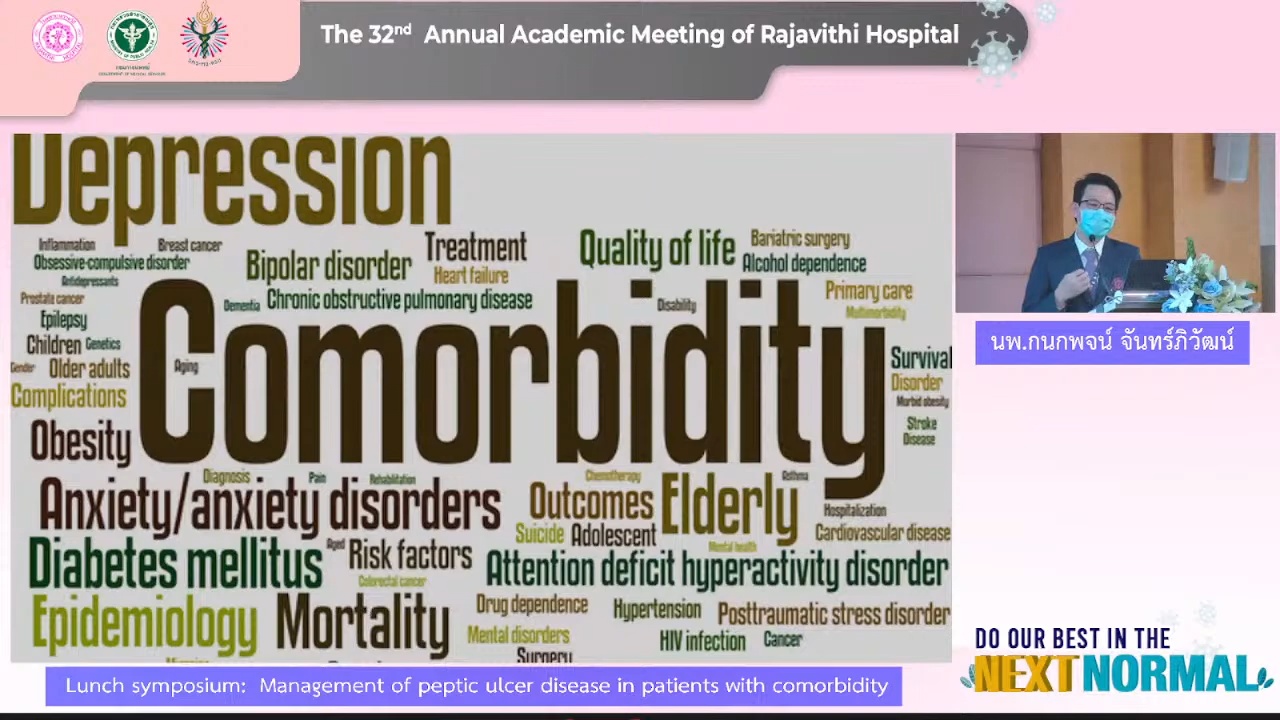 The 32nd Annual Academic Meeting of Rajavithi Hospital
Depression
Inflammation
Breast cancer
Obsessive-compulsive disorder
Antidepressants
Bipolar disorder
Treatment
Heart failure
Quality of life
Bariatric surgery
Alcohol dependence
Prostate cancer
Dementia
Chronic obstructive pulmonary disease
Disability
Primary care
Multimorbidity
Epilepsy
Children
Genetics
Comorbidity
Gender
Older adults
Aging
Survival
Disorder
Complications
Morbid obesity
Obesity
Stroke
Disease
Diagnosis
Pain
Rehabilitation
Chemotherapy
Asthma
Anxiety/anxiety disorders
Outcomes
Elderly
Hospitalization
Suicide
Adolescent
Cardiovascular disease
Diabetes mellitus
Aged
Risk factors
Mental health
Colorectal cancer
Attention deficit hyperactivity disorder
Epidemiology
Mortality
Drug dependence
Hypertension
Posttraumatic stress disorder
Mental disorders
HIV infection
Cancer
Surgery
นพ.กนกพจน์ จันทร์ภิวัฒน์
DO OUR BEST IN THE
NEXT NORMAL
Lunch symposium: Management of peptic ulcer disease in patients with comorbidity